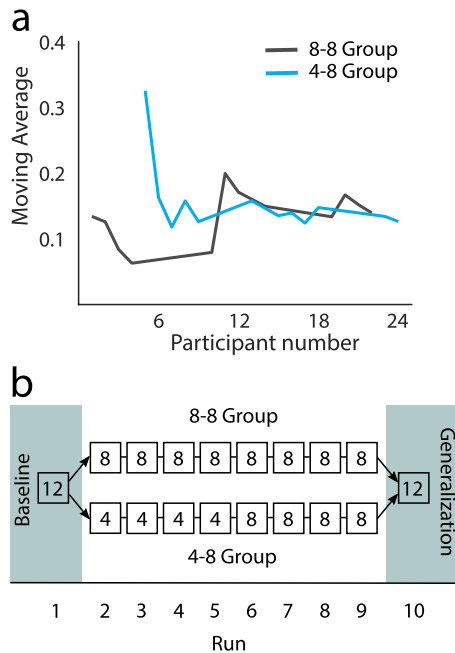 a
0.4
0.3
0.2
0.1
Moving Average
8-8 Group
4-8 Group
6 12 18 24
Participant number
b
8-8 Group
Baseline
Generalization
8 8 8 8 8 8 8 8
12 12
4 4 4 4 8 8 8 8
4-8 Group
1 2 3 4 5 6 7 8 9 10
Run